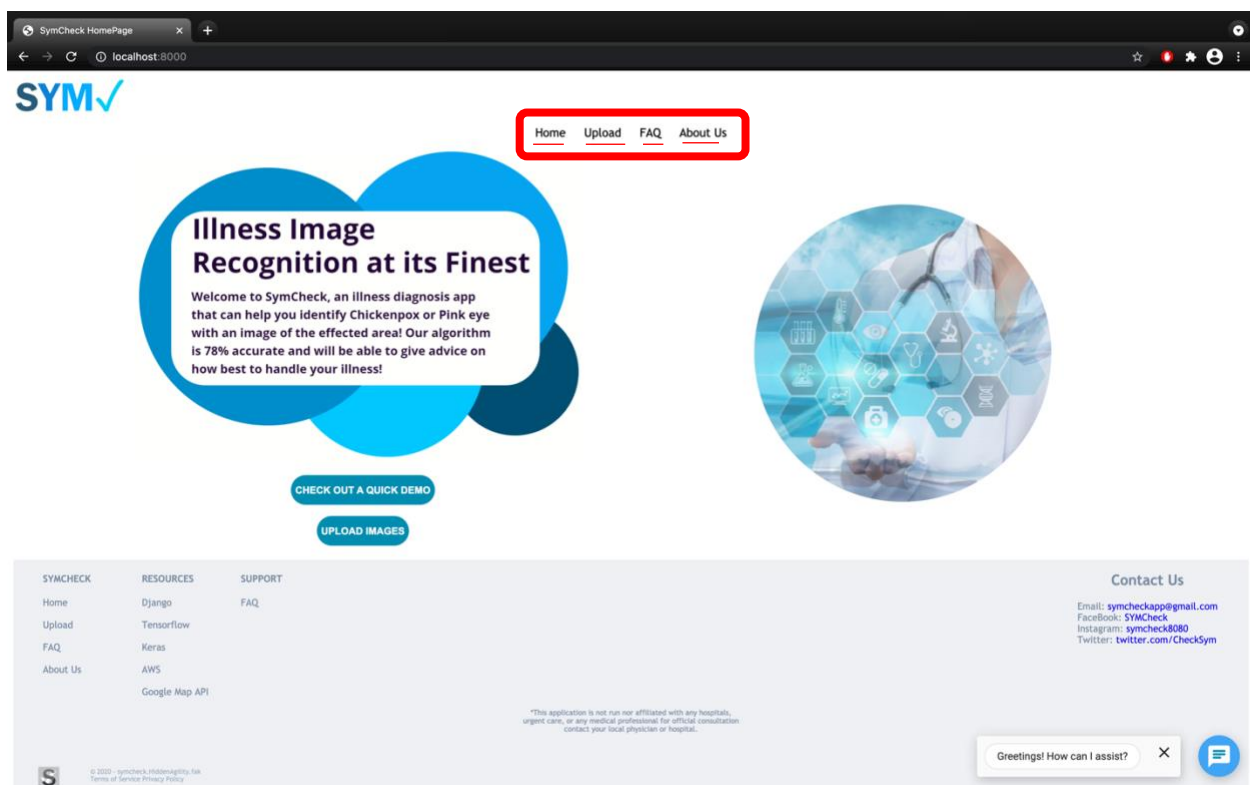 SymCheck HomePage
localhost:8000
SYM✓
Home Upload FAQ About Us
Illness Image
Recognition at its Finest
Welcome to SymCheck, an illness diagnosis app
that can help you identify Chickenpox or Pink eye
with an image of the effected area! Our algorithm
is 78% accurate and will be able to give advice on
how best to handle your illness!
CHECK OUT A QUICK DEMO
UPLOAD IMAGES
SYMCHECK
Home
Upload
FAQ
About Us
RESOURCES
Django
Tensorflow
Keras
AWS
Google Map API
SUPPORT
FAQ
Contact Us
Email: symcheckapp@gmail.com
FaceBook: SYMCheck
Instagram: symcheck8080
Twitter: twitter.com/CheckSym
*This application is not run nor affiliated with any hospitals,
urgent care, or any medical professional for official consultation
contact your local physician or hospital.
Greetings! How can I assist?
S
© 2020 - symcheck.HiddenAgility.fak
Terms of Service Privacy Policy